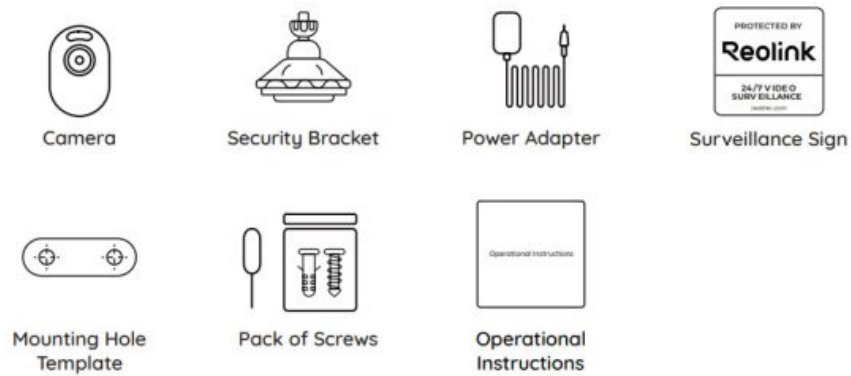 PROTECTED BY
Reolink
24/7 VIDEO
SURVEILLANCE
reolink.com
Camera
Security Bracket
Power Adapter
Surveillance Sign
Operational Instructions
Mounting Hole
Template
Pack of Screws
Operational
Instructions